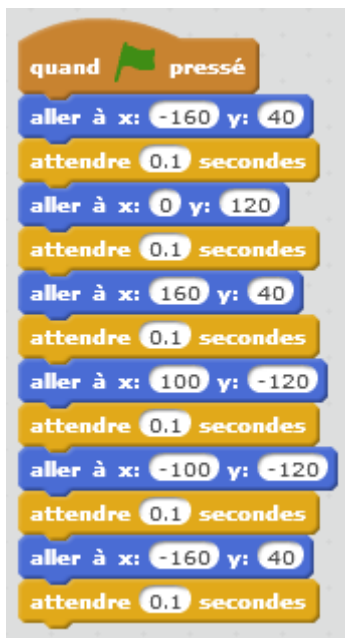 quand pressé
aller à x: -160 y: 40
attendre 0.1 secondes
aller à x: 0 y: 120
attendre 0.1 secondes
aller à x: 160 y: 40
attendre 0.1 secondes
aller à x: 100 y: -120
attendre 0.1 secondes
aller à x: -100 y: -120
attendre 0.1 secondes
aller à x: -160 y: 40
attendre 0.1 secondes